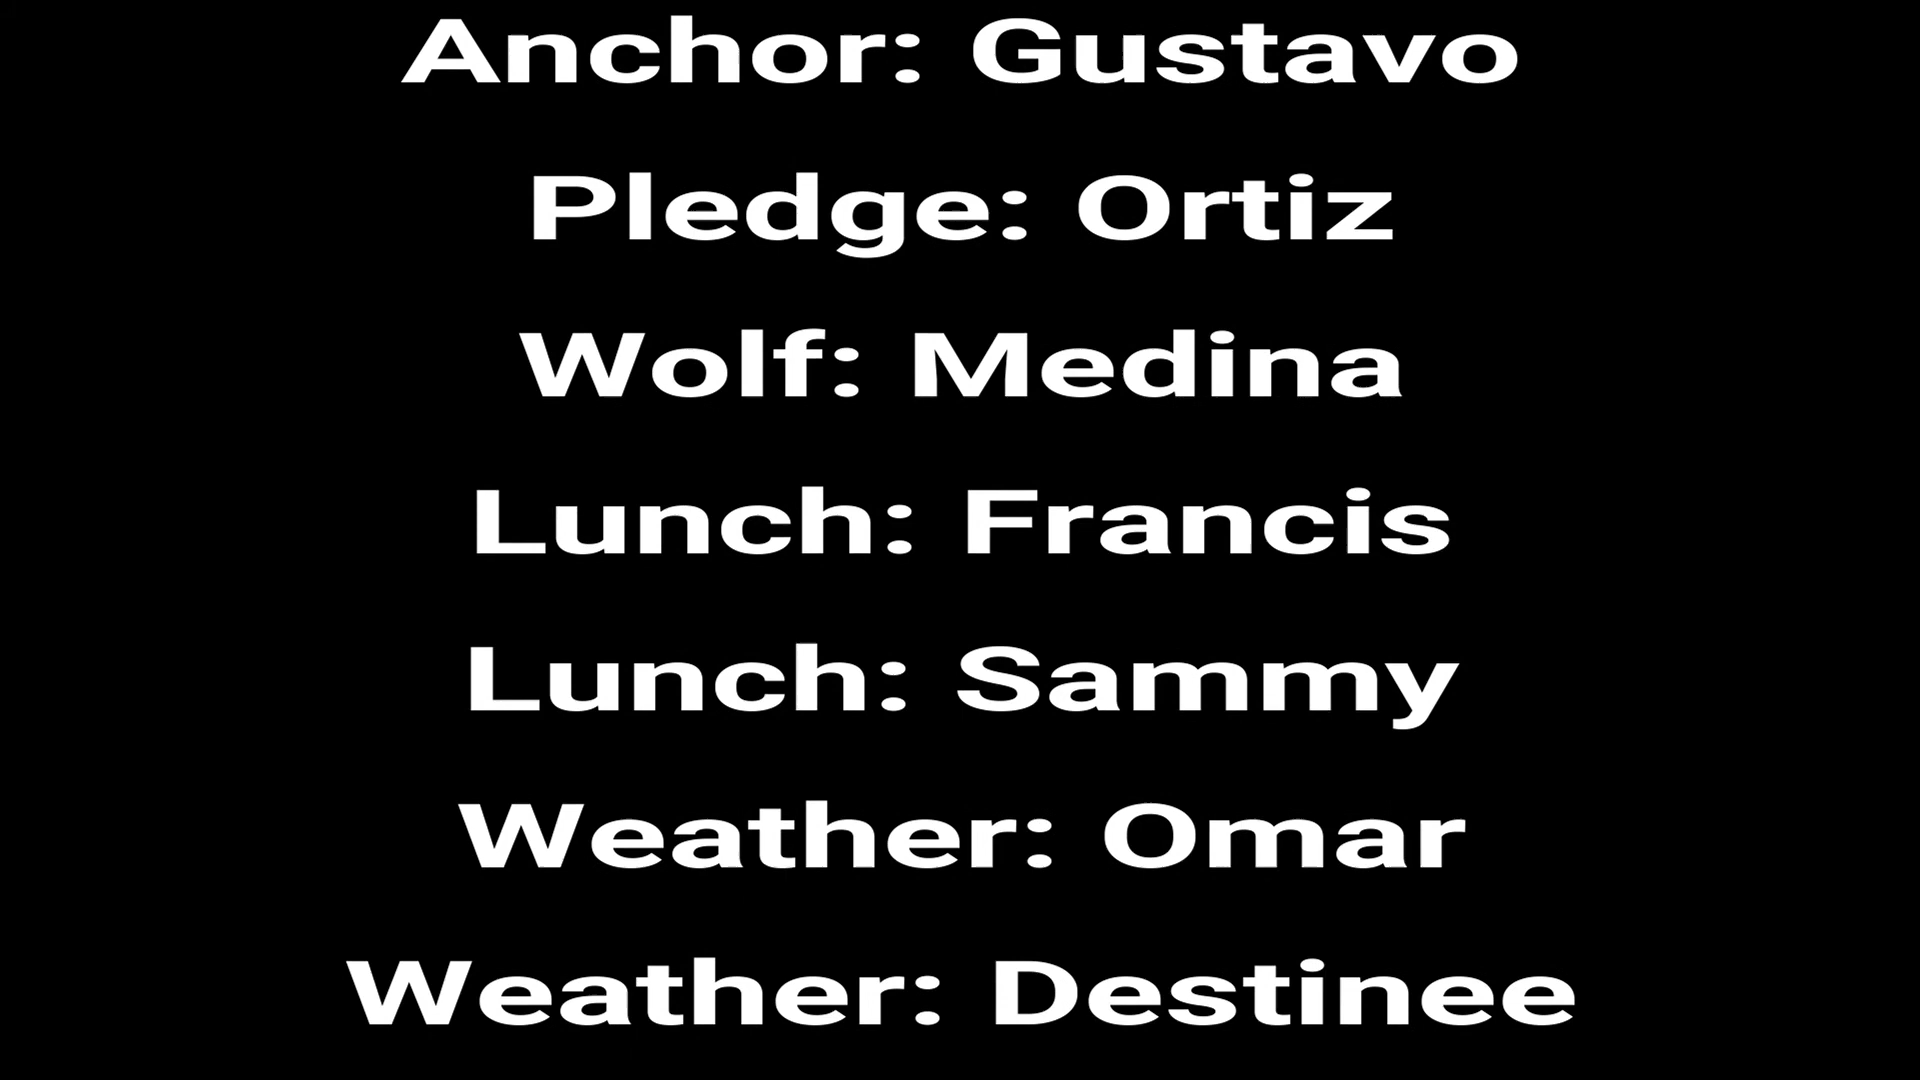 Anchor: Gustavo
Pledge: Ortiz
Wolf: Medina
Lunch: Francis
Lunch: Sammy
Weather: Omar
Weather: Destinee